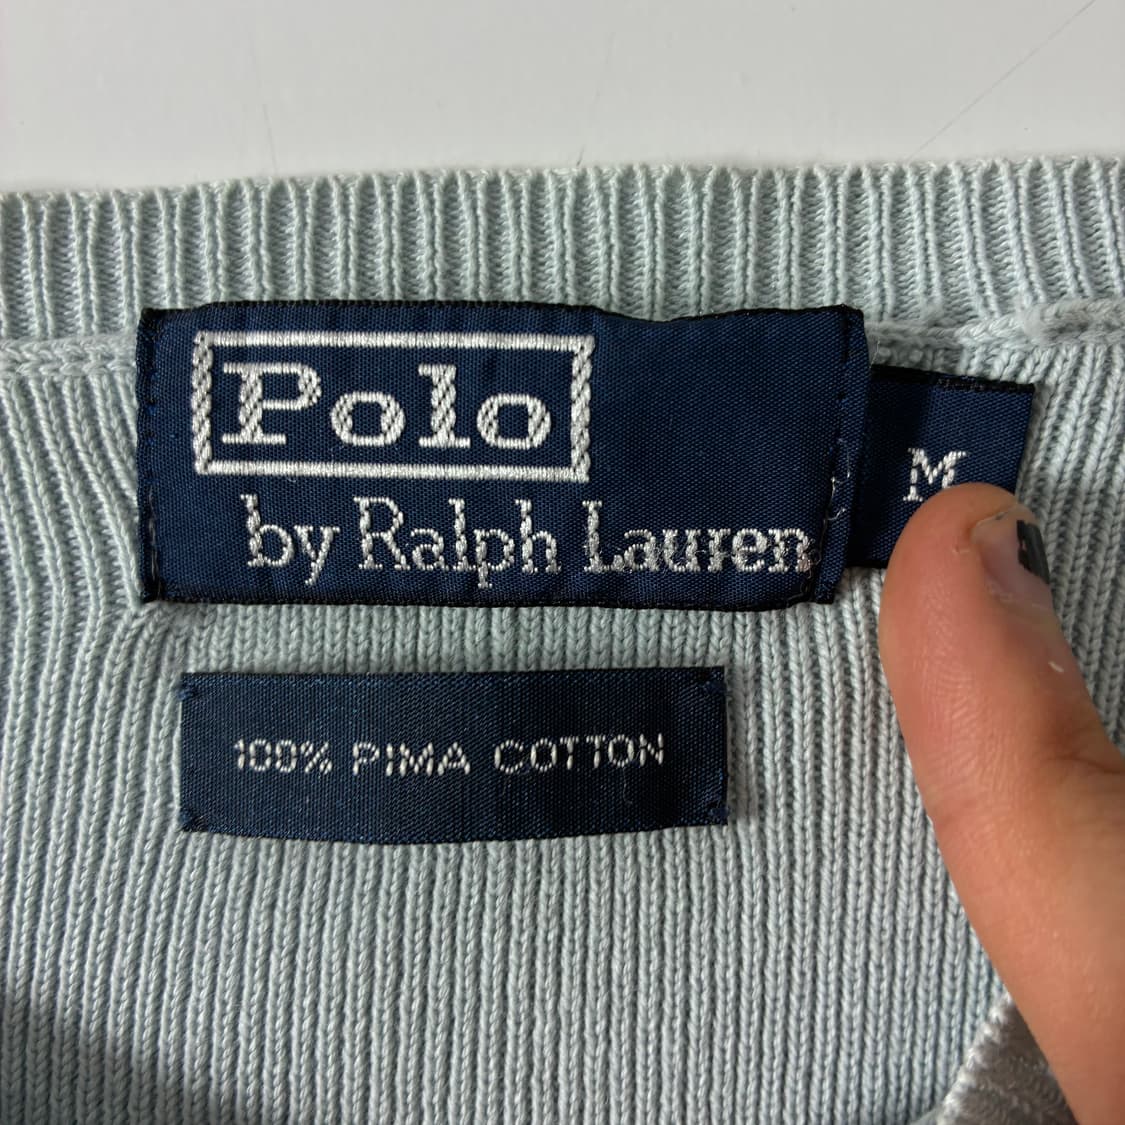 Polo
by Ralph Lauren
M
100% PIMA COTTON